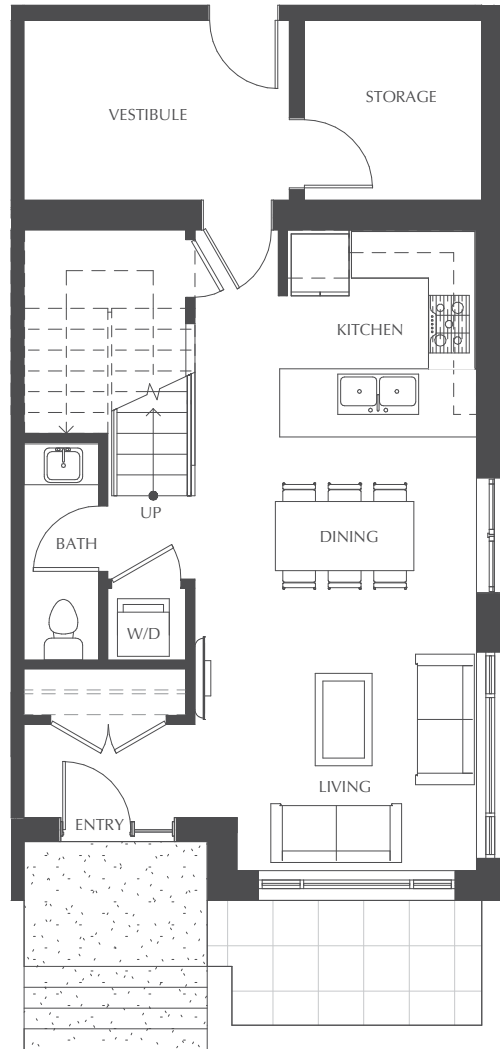 STORAGE
VESTIBULE
KITCHEN
UP
DINING
BATH
W/D
LIVING
ENTRY